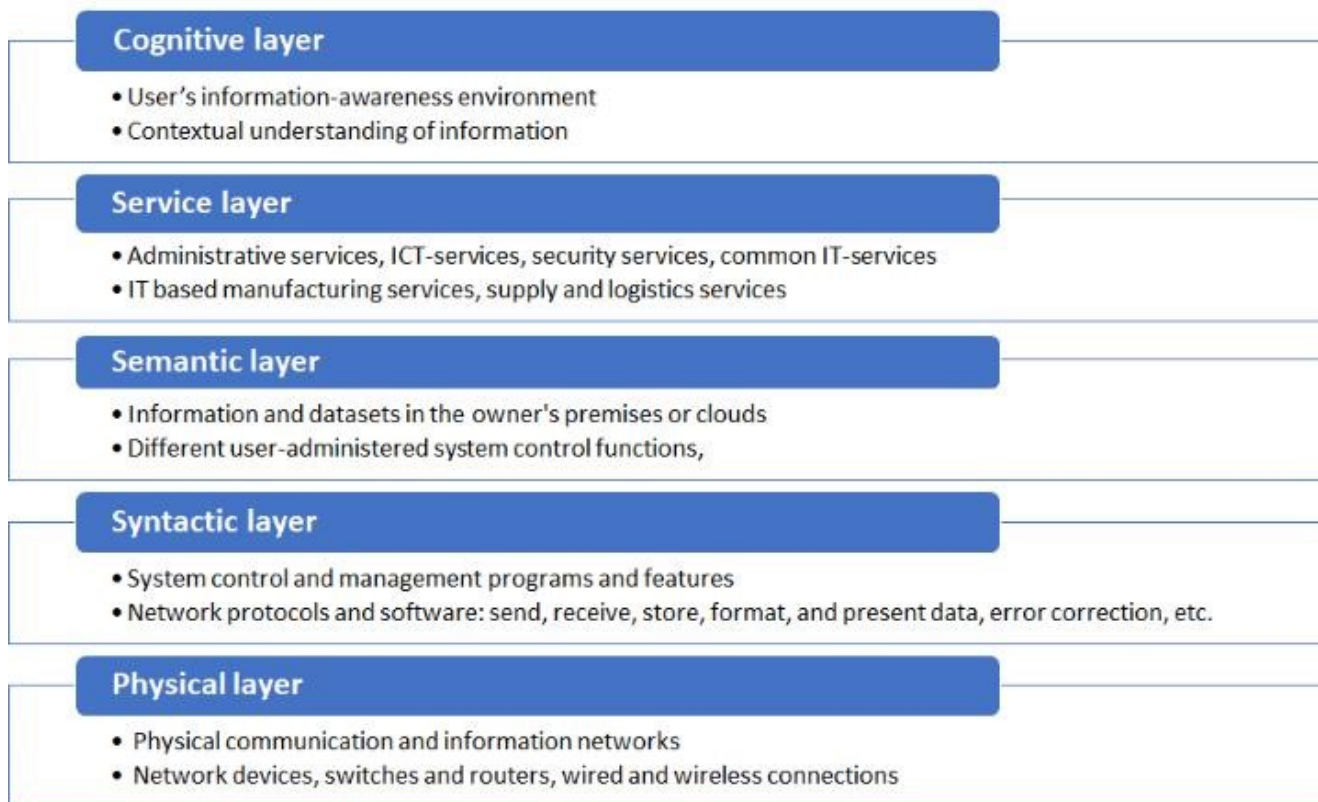 Cognitive layer
• User's information-awareness environment
• Contextual understanding of information
Service layer
• Administrative services, ICT-services, security services, common IT-services
• IT based manufacturing services, supply and logistics services
Semantic layer
• Information and datasets in the owner's premises or clouds
• Different user-administered system control functions,
Syntactic layer
• System control and management programs and features
• Network protocols and software: send, receive, store, format, and present data, error correction, etc.
Physical layer
• Physical communication and information networks
• Network devices, switches and routers, wired and wireless connections